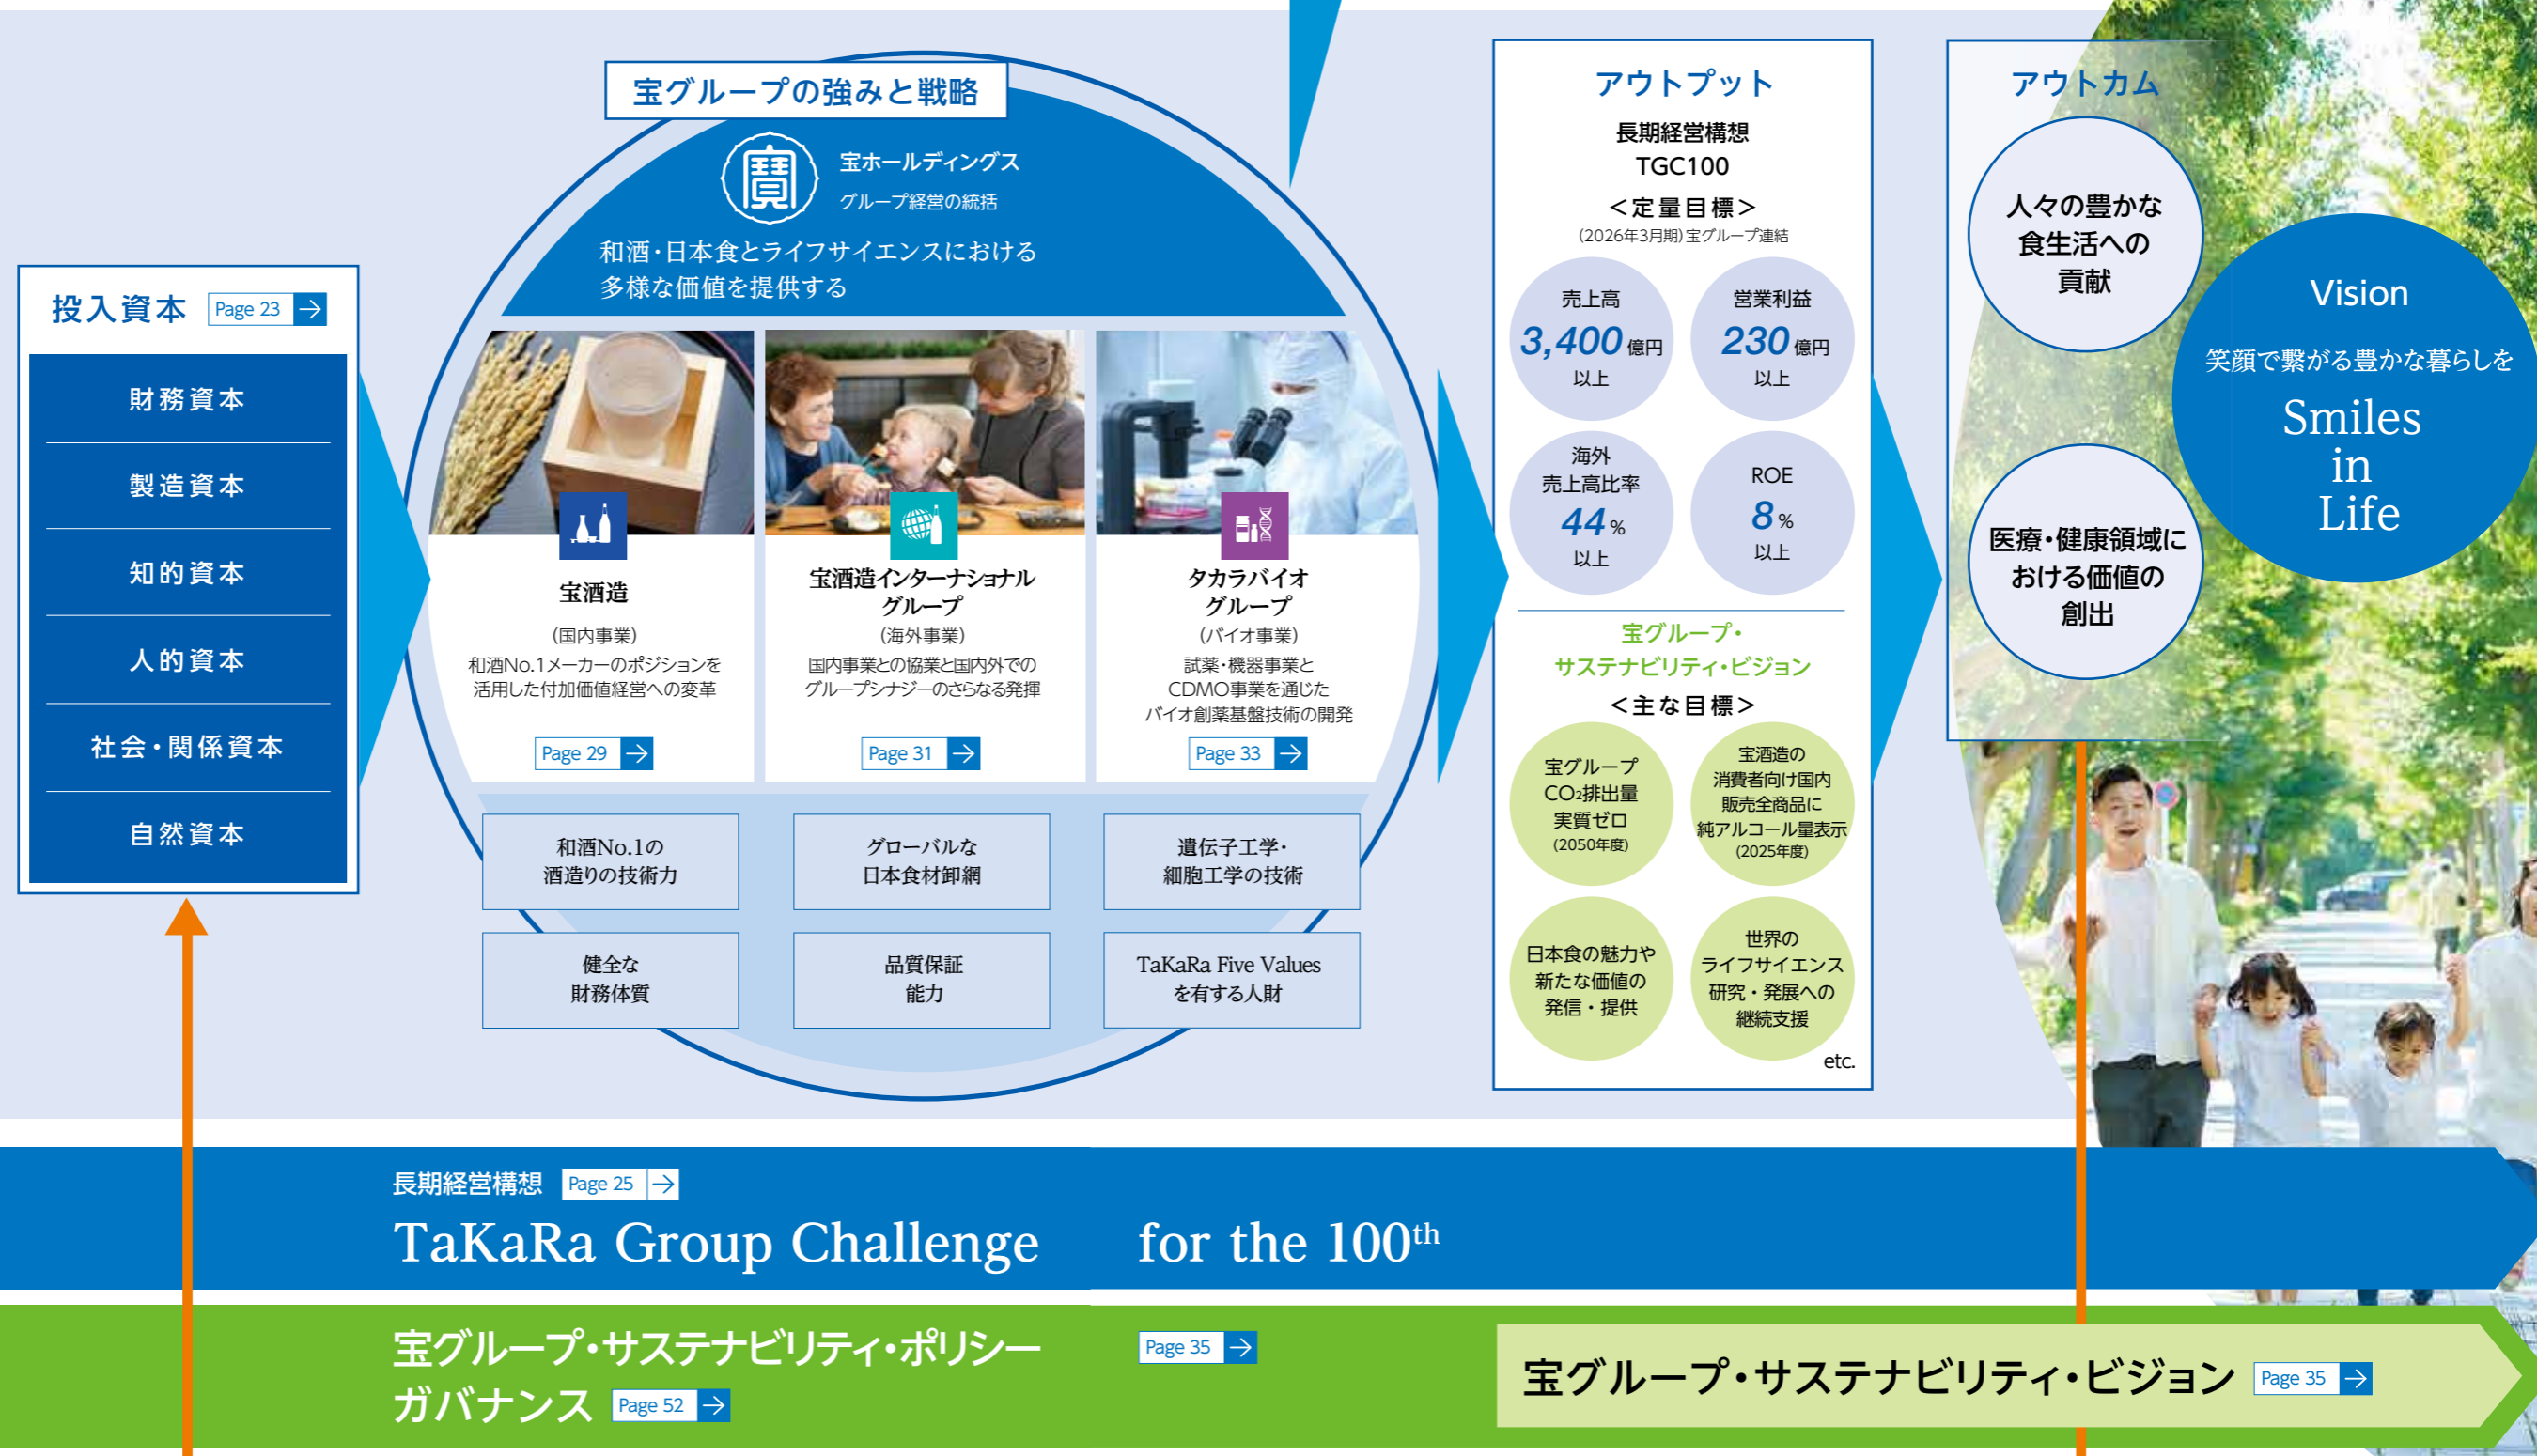 投入資本 Page 23
財務資本
製造資本
知的資本
人的資本
社会・関係資本
自然資本
宝グループの強みと戦略
寶
宝ホールディングス
グループ経営の統括
和酒・日本食とライフサイエンスにおける
多様な価値を提供する
宝酒造
(国内事業)
和酒No.1メーカーのポジションを
活用した付加価値経営への変革
Page 29
宝酒造インターナショナル
グループ
(海外事業)
国内事業との協業と国内外での
グループシナジーのさらなる発揮
Page 31
タカラバイオ
グループ
(バイオ事業)
試薬・機器事業と
CDMO事業を通じた
バイオ創薬基盤技術の開発
Page 33
和酒No.1の
酒造りの技術力
グローバルな
日本食材卸網
遺伝子工学・
細胞工学の技術
健全な
財務体質
品質保証
能力
TaKaRa Five Values
を有する人財
アウトプット
長期経営構想
TGC100
＜定量目標＞
(2026年3月期)宝グループ連結
売上高
3,400億円
以上
営業利益
230億円
以上
海外
売上高比率
44%
以上
ROE
8%
以上
宝グループ・
サステナビリティ・ビジョン
＜主な目標＞
宝グループ
CO2排出量
実質ゼロ
(2050年度)
宝酒造の
消費者向け国内
販売全商品に
純アルコール量表示
(2025年度)
日本食の魅力や
新たな価値の
発信・提供
世界の
ライフサイエンス
研究・発展への
継続支援
etc.
アウトカム
人々の豊かな
食生活への
貢献
医療・健康領域に
おける価値の
創出
Vision
笑顔で繋がる豊かな暮らしを
Smiles
in
Life
長期経営構想 Page 25
TaKaRa Group Challenge for the 100th
宝グループ・サステナビリティ・ポリシー Page 35
ガバナンス Page 52
宝グループ・サステナビリティ・ビジョン Page 35